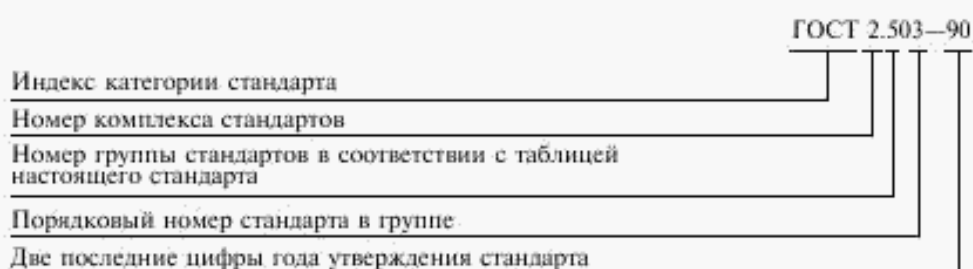 ГОСТ 2.503—90
Индекс категории стандарта
Номер комплекса стандартов
Номер группы стандартов в соответствии с таблицей
настоящего стандарта
Порядковый номер стандарта в группе
Две последние цифры года утверждения стандарта